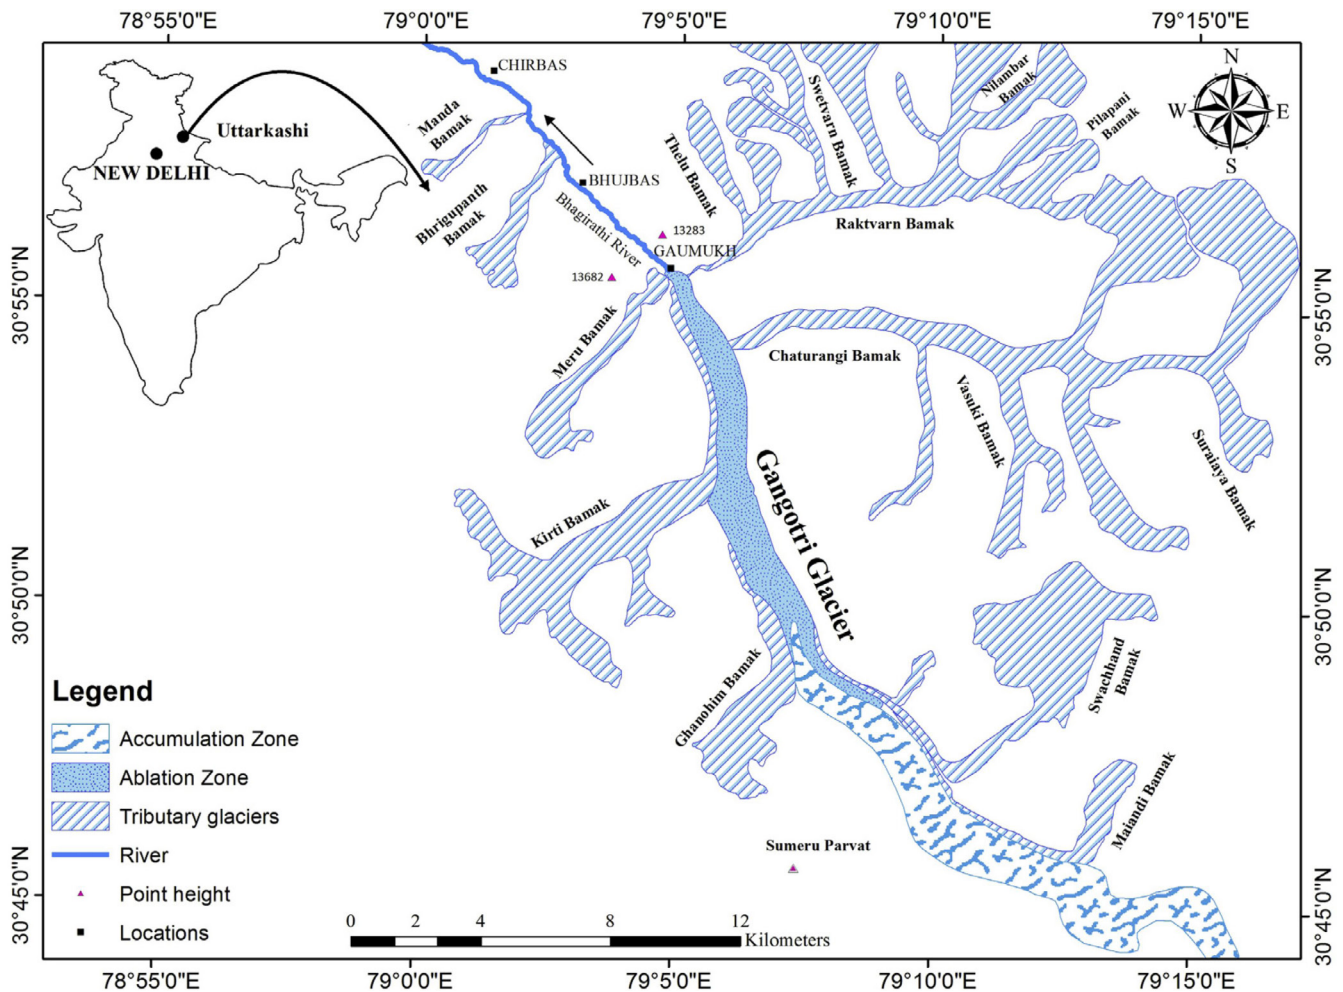 78°55'0"E
79°0'0"E
79°5'0"E
79°10'0"E
79°15'0"E
N
W
E
S
CHIRBAS
Manda
Bamak
Swetvarn Bamak
Nilambar
Bamak
Pilapani
Bamak
Uttarkashi
NEW DELHI
Thelu Bamak
BHUJBAS
Bhrigupanth
Bamak
Bhagirathi River
13283
GAUMUKH
Raktvarn Bamak
13682
30°55'0"N
30°55'0"N
Meru Bamak
Chaturangi Bamak
Vasuki Bamak
Suraiaya Bamak
Gangotri Glacier
Kirti Bamak
30°50'0"N
30°50'0"N
Ghanohim Bamak
Swachhand
Bamak
Maiandi Bamak
Sumeru Parvat
Legend
Accumulation Zone
Ablation Zone
Tributary glaciers
River
Point height
Locations
30°45'0"N
30°45'0"N
0
2
4
8
12
Kilometers
78°55'0"E
79°0'0"E
79°5'0"E
79°10'0"E
79°15'0"E